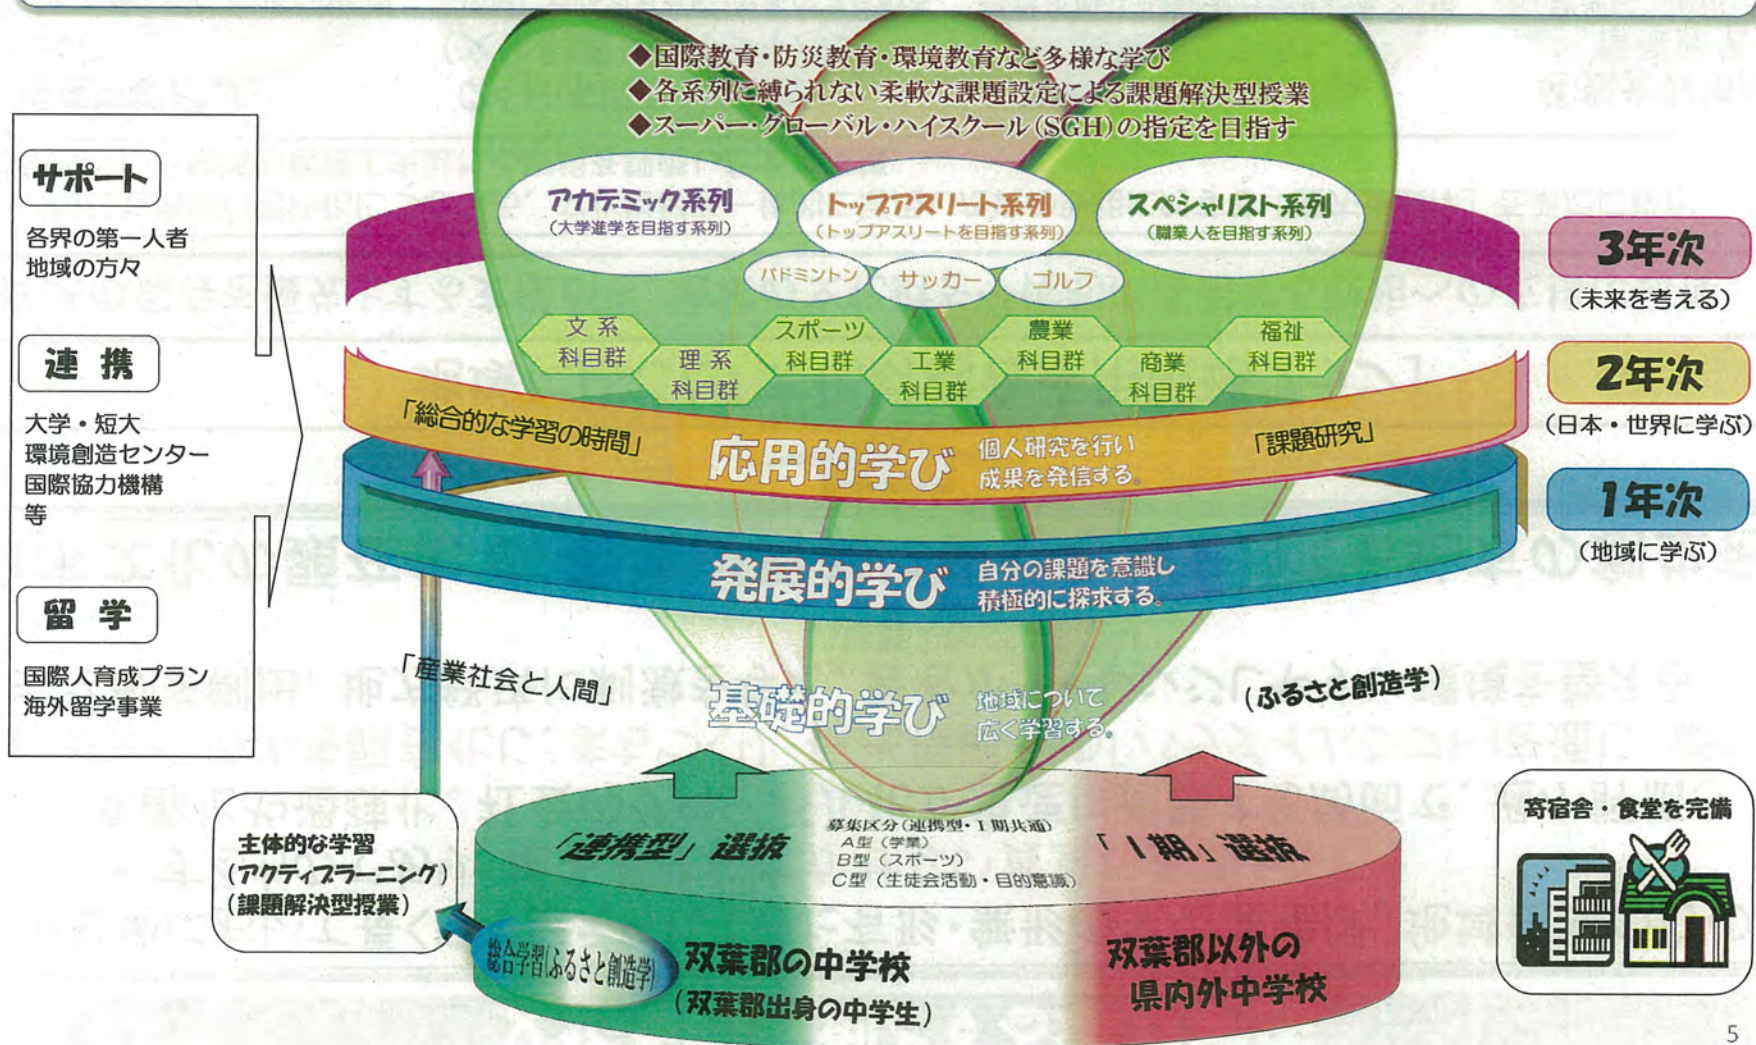 ◆国際教育・防災教育・環境教育など多様な学び
◆各系列に縛られない柔軟な課題設定による課題解決型授業
◆スーパー・グローバル・ハイスクール(SGH)の指定を目指す
サポート
各界の第一人者
地域の方々
連 携
大学・短大
環境創造センター
国際協力機構
等
留 学
国際人育成プラン
海外留学事業
アカデミック系列
(大学進学を目指す系列)
トップアスリート系列
(トップアスリートを目指す系列)
スペシャリスト系列
(職業人を目指す系列)
バドミントン
サッカー
ゴルフ
文 系
科目群
理 系
科目群
スポーツ
科目群
工業
科目群
農業
科目群
商業
科目群
福祉
科目群
3年次
(未来を考える)
2年次
(日本・世界に学ぶ)
1年次
(地域に学ぶ)
「総合的な学習の時間」
応用的学び
個人研究を行い
成果を発信する。
「課題研究」
発展的学び
自分の課題を意識し
積極的に探求する。
「産業社会と人間」
基礎的学び
地域について
広く学習する。
(ふるさと創造学)
主体的な学習
(アクティブラーニング)
(課題解決型授業)
「連携型」選抜
募集区分(連携型・Ⅰ期共通)
A型(学業)
B型(スポーツ)
C型(生徒会活動・目的意識)
「Ⅰ期」選抜
総合学習(ふるさと創造学)
双葉郡の中学校
(双葉郡出身の中学生)
双葉郡以外の
県内外中学校
寄宿舎・食堂を完備
5